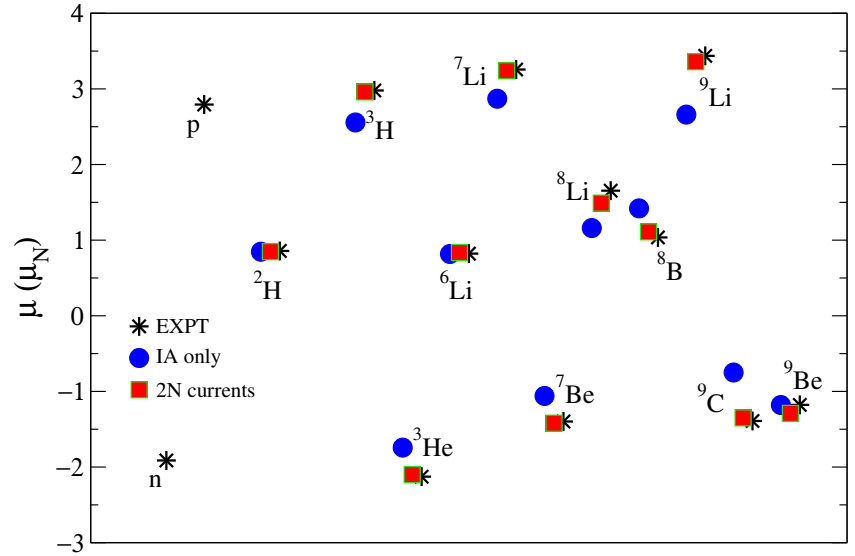 4
3
2
1
0
−1
−2
−3
μ (μ_N)
p
n
²H
³H
³He
⁶Li
⁷Li
⁷Be
⁸Li
⁸B
⁹Li
⁹C
⁹Be
EXPT
IA only
2N currents